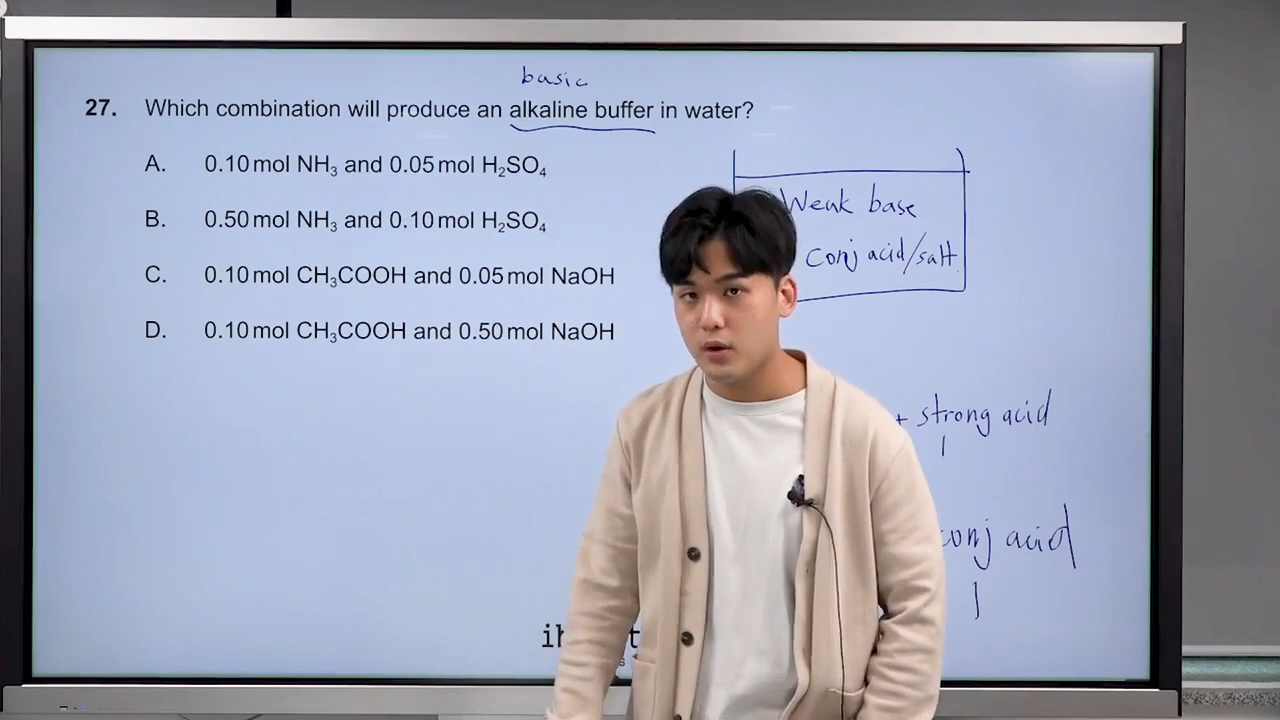 basic
27. Which combination will produce an alkaline buffer in water?
A. 0.10 mol NH₃ and 0.05 mol H₂SO₄
B. 0.50 mol NH₃ and 0.10 mol H₂SO₄
C. 0.10 mol CH₃COOH and 0.05 mol NaOH
D. 0.10 mol CH₃COOH and 0.50 mol NaOH
Weak base
conj acid/salt
+ strong acid
1
conj acid
1